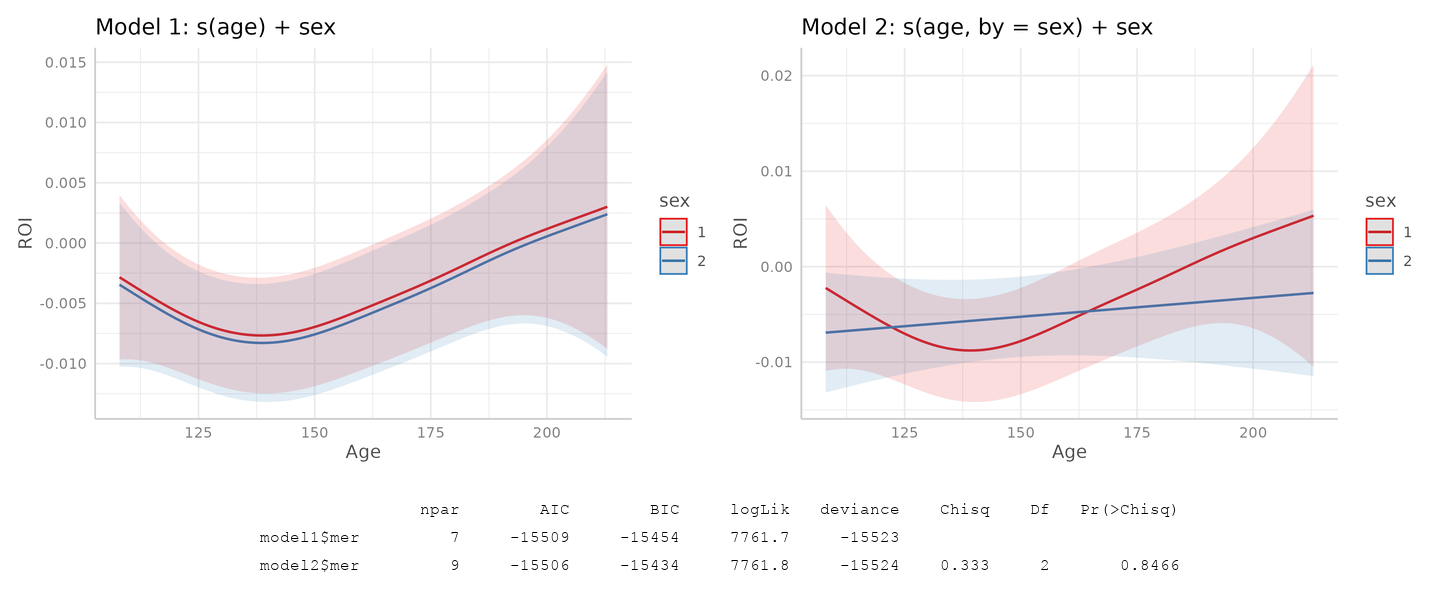 Model 1: s(age) + sex
0.015
0.010
0.005
0.000
-0.005
-0.010
ROI
125 150 175 200
Age
sex
1
2
Model 2: s(age, by = sex) + sex
0.02
0.01
0.00
-0.01
ROI
125 150 175 200
Age
sex
1
2
npar AIC BIC logLik deviance Chisq Df Pr(>Chisq)
model1$mer 7 -15509 -15454 7761.7 -15523
model2$mer 9 -15506 -15434 7761.8 -15524 0.333 2 0.8466